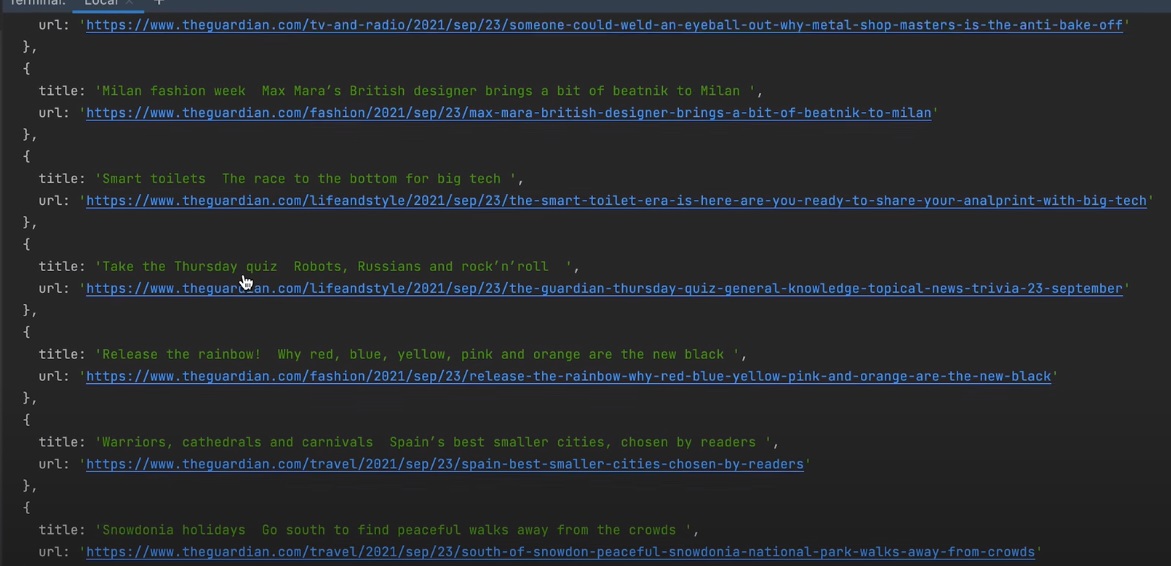 Terminal: Local × +
url: 'https://www.theguardian.com/tv-and-radio/2021/sep/23/someone-could-weld-an-eyeball-out-why-metal-shop-masters-is-the-anti-bake-off'
},
{
title: 'Milan fashion week  Max Mara’s British designer brings a bit of beatnik to Milan ',
url: 'https://www.theguardian.com/fashion/2021/sep/23/max-mara-british-designer-brings-a-bit-of-beatnik-to-milan'
},
{
title: 'Smart toilets  The race to the bottom for big tech ',
url: 'https://www.theguardian.com/lifeandstyle/2021/sep/23/the-smart-toilet-era-is-here-are-you-ready-to-share-your-analprint-with-big-tech'
},
{
title: 'Take the Thursday quiz  Robots, Russians and rock’n’roll  ',
url: 'https://www.theguardian.com/lifeandstyle/2021/sep/23/the-guardian-thursday-quiz-general-knowledge-topical-news-trivia-23-september'
},
{
title: 'Release the rainbow!  Why red, blue, yellow, pink and orange are the new black ',
url: 'https://www.theguardian.com/fashion/2021/sep/23/release-the-rainbow-why-red-blue-yellow-pink-and-orange-are-the-new-black'
},
{
title: 'Warriors, cathedrals and carnivals  Spain’s best smaller cities, chosen by readers ',
url: 'https://www.theguardian.com/travel/2021/sep/23/spain-best-smaller-cities-chosen-by-readers'
},
{
title: 'Snowdonia holidays  Go south to find peaceful walks away from the crowds ',
url: 'https://www.theguardian.com/travel/2021/sep/23/south-of-snowdon-peaceful-snowdonia-national-park-walks-away-from-crowds'